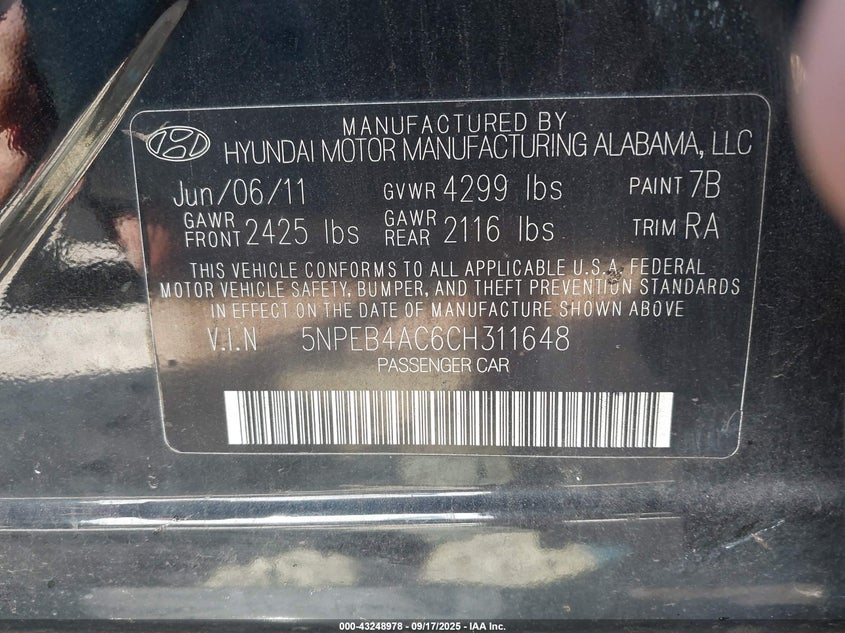 MANUFACTURED BY
HYUNDAI MOTOR MANUFACTURING ALABAMA, LLC
Jun/06/11 GVWR 4299 lbs PAINT 7B
GAWR FRONT 2425 lbs GAWR REAR 2116 lbs TRIM RA
THIS VEHICLE CONFORMS TO ALL APPLICABLE U.S.A. FEDERAL
MOTOR VEHICLE SAFETY, BUMPER, AND THEFT PREVENTION STANDARDS
IN EFFECT ON THE DATE OF MANUFACTURE SHOWN ABOVE
V.I.N 5NPEB4AC6CH311648
PASSENGER CAR
000-43248978 - 09/17/2025 - IAA Inc.